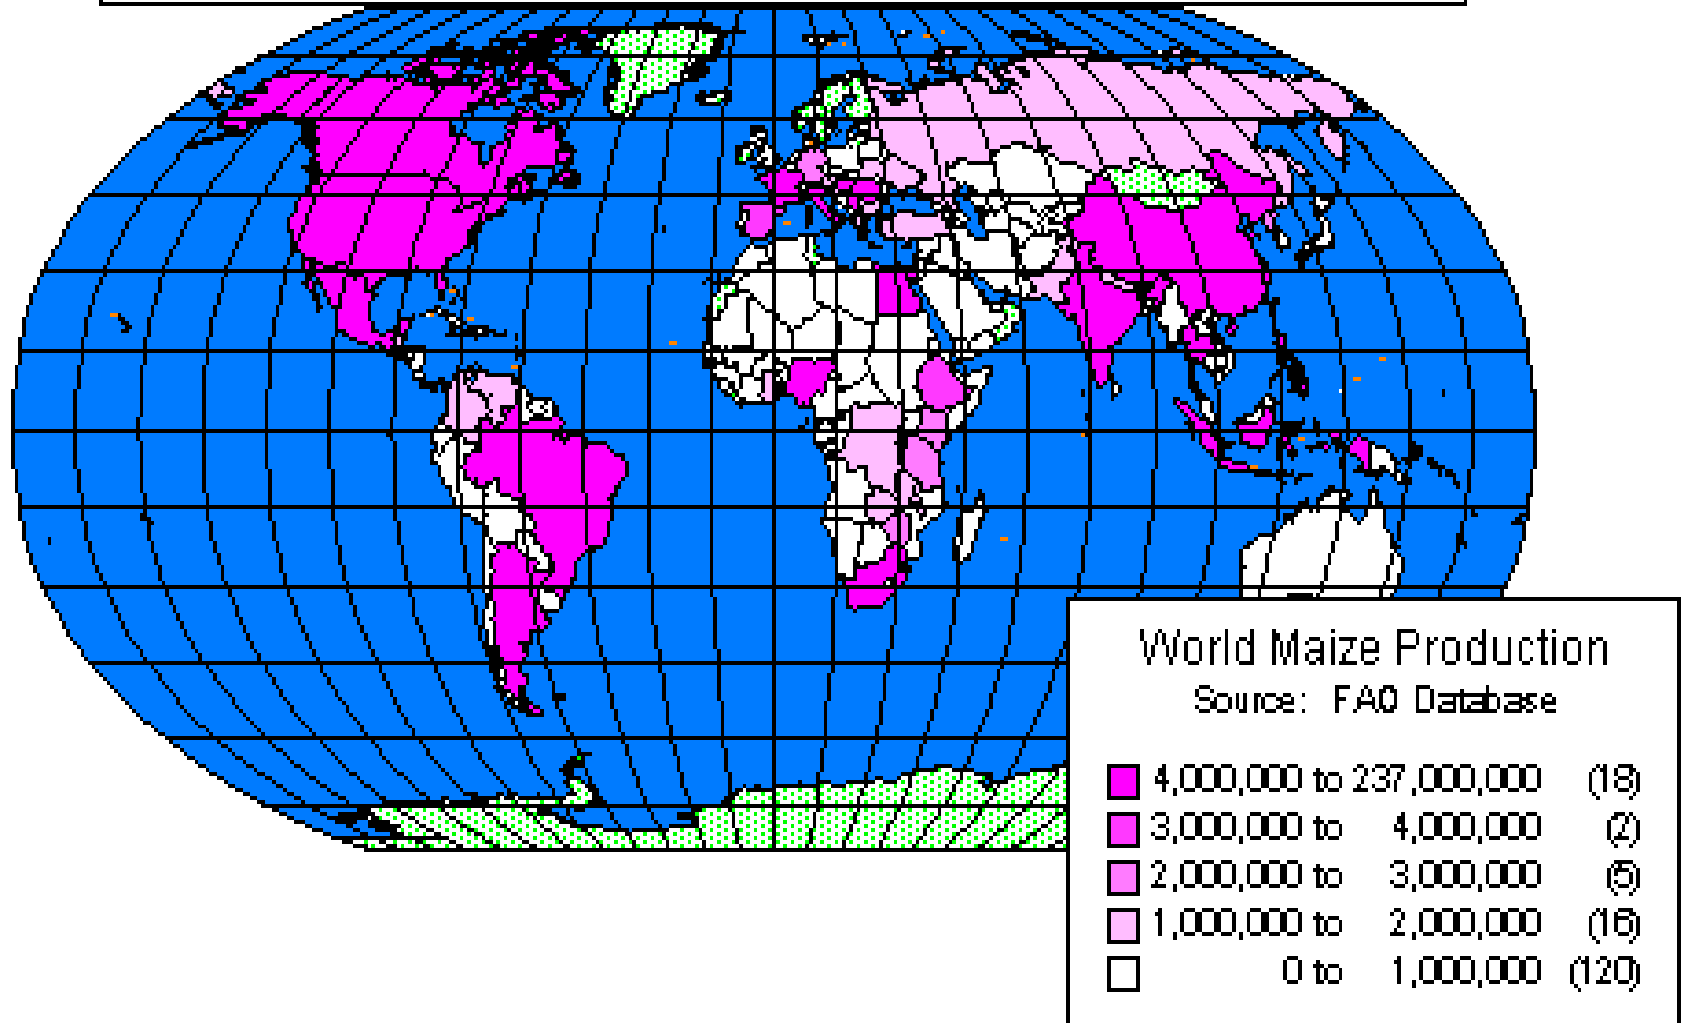 World Maize Production
Source: FAO Database
4,000,000 to 237,000,000 (18)
3,000,000 to 4,000,000 (2)
2,000,000 to 3,000,000 (5)
1,000,000 to 2,000,000 (16)
0 to 1,000,000 (120)